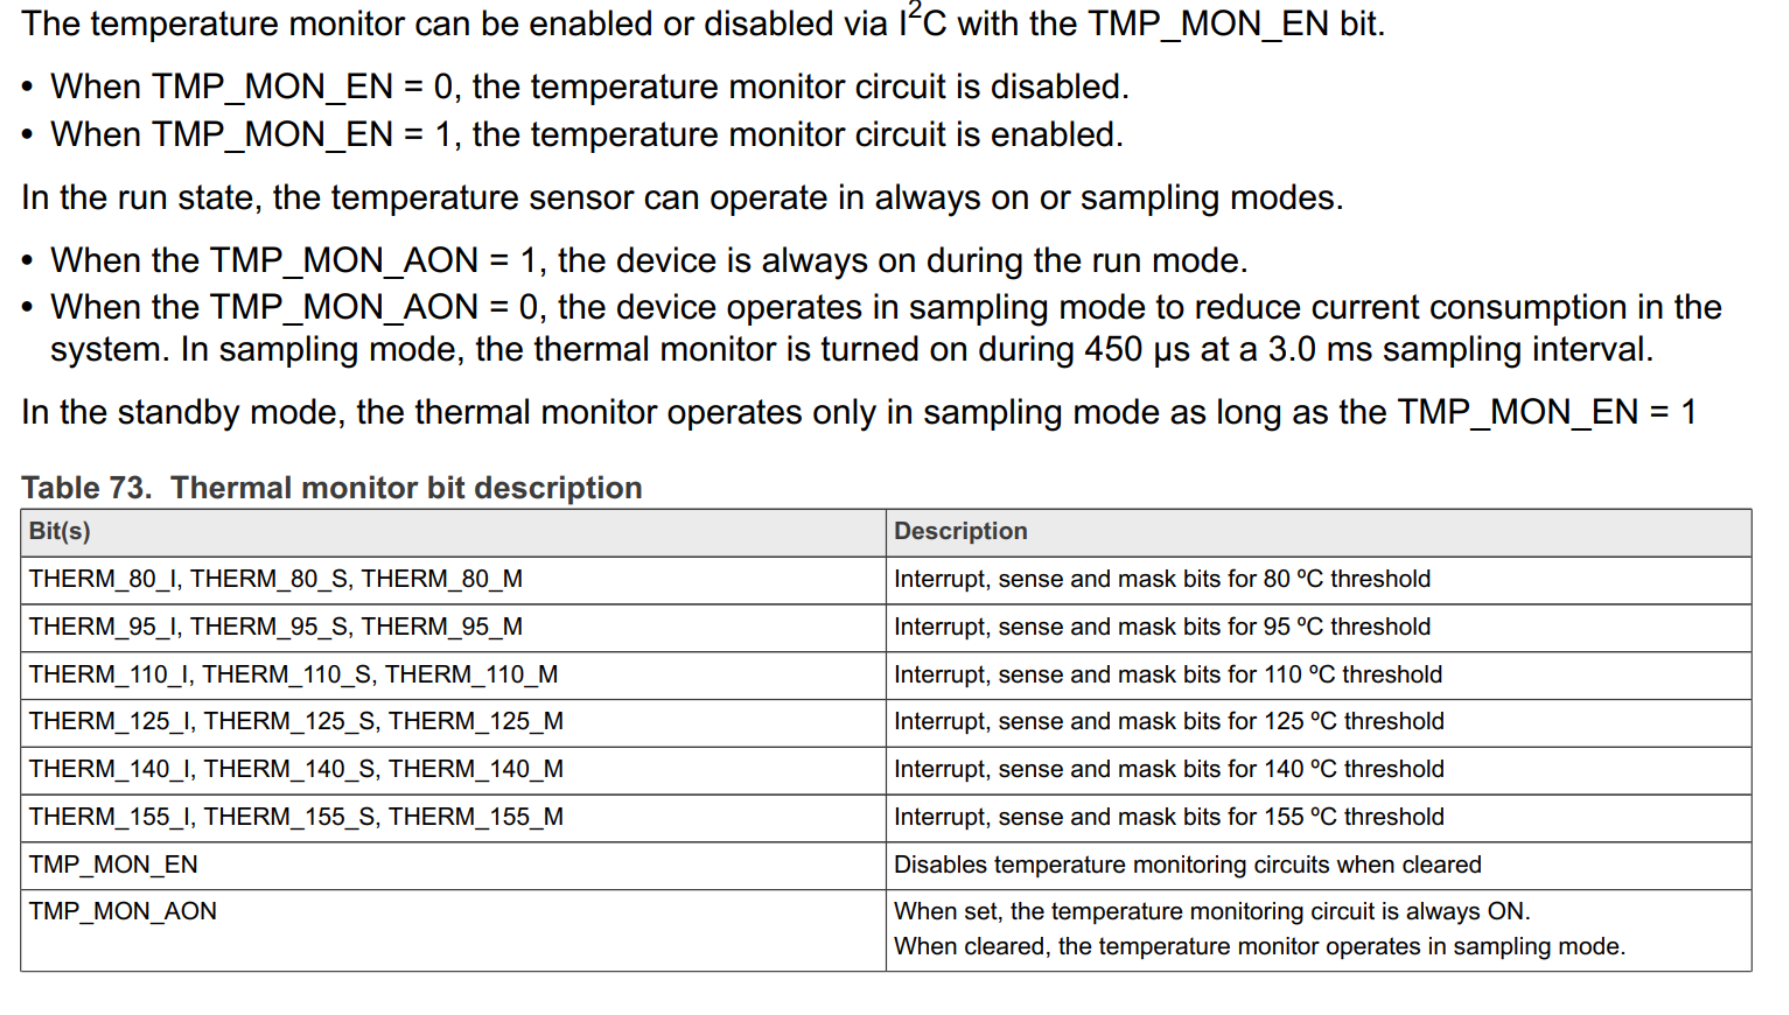 The temperature monitor can be enabled or disabled via I²C with the TMP_MON_EN bit.
• When TMP_MON_EN = 0, the temperature monitor circuit is disabled.
• When TMP_MON_EN = 1, the temperature monitor circuit is enabled.
In the run state, the temperature sensor can operate in always on or sampling modes.
• When the TMP_MON_AON = 1, the device is always on during the run mode.
• When the TMP_MON_AON = 0, the device operates in sampling mode to reduce current consumption in the
system. In sampling mode, the thermal monitor is turned on during 450 µs at a 3.0 ms sampling interval.
In the standby mode, the thermal monitor operates only in sampling mode as long as the TMP_MON_EN = 1
Table 73. Thermal monitor bit description
Bit(s) Description
THERM_80_I, THERM_80_S, THERM_80_M Interrupt, sense and mask bits for 80 ºC threshold
THERM_95_I, THERM_95_S, THERM_95_M Interrupt, sense and mask bits for 95 ºC threshold
THERM_110_I, THERM_110_S, THERM_110_M Interrupt, sense and mask bits for 110 ºC threshold
THERM_125_I, THERM_125_S, THERM_125_M Interrupt, sense and mask bits for 125 ºC threshold
THERM_140_I, THERM_140_S, THERM_140_M Interrupt, sense and mask bits for 140 ºC threshold
THERM_155_I, THERM_155_S, THERM_155_M Interrupt, sense and mask bits for 155 ºC threshold
TMP_MON_EN Disables temperature monitoring circuits when cleared
TMP_MON_AON When set, the temperature monitoring circuit is always ON.
When cleared, the temperature monitor operates in sampling mode.